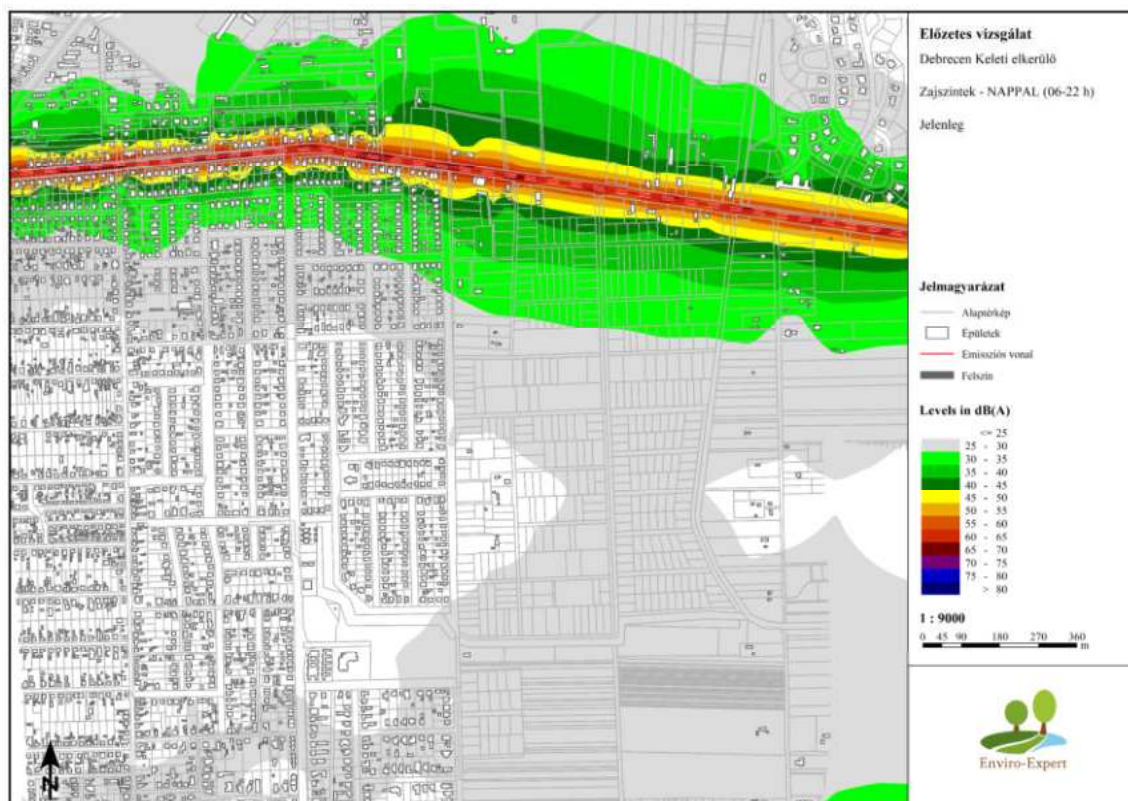 Előzetes vizsgálat
Debrecen Keleti elkerülő
Zajszintek - NAPPAL (06-22 h)
Jelenleg
Jelmagyarázat
Alaptérkép
Épületek
Emissziós vonal
Felszín
Levels in dB(A)
<= 25
25 - 30
30 - 35
35 - 40
40 - 45
45 - 50
50 - 55
55 - 60
60 - 65
65 - 70
70 - 75
75 - 80
> 80
1 : 9000
0 45 90 180 270 360
m
Enviro-Expert
N